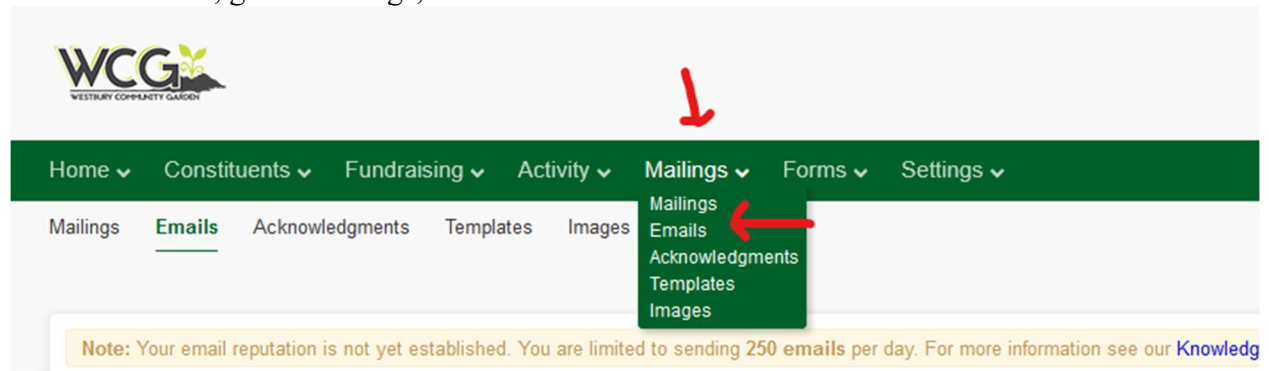 WCG
WESTBURY COMMUNITY GARDEN
Home Constituents Fundraising Activity Mailings Forms Settings
Mailings Emails Acknowledgments Templates Images
Mailings
Emails
Acknowledgments
Templates
Images
Note: Your email reputation is not yet established. You are limited to sending 250 emails per day. For more information see our Knowledg